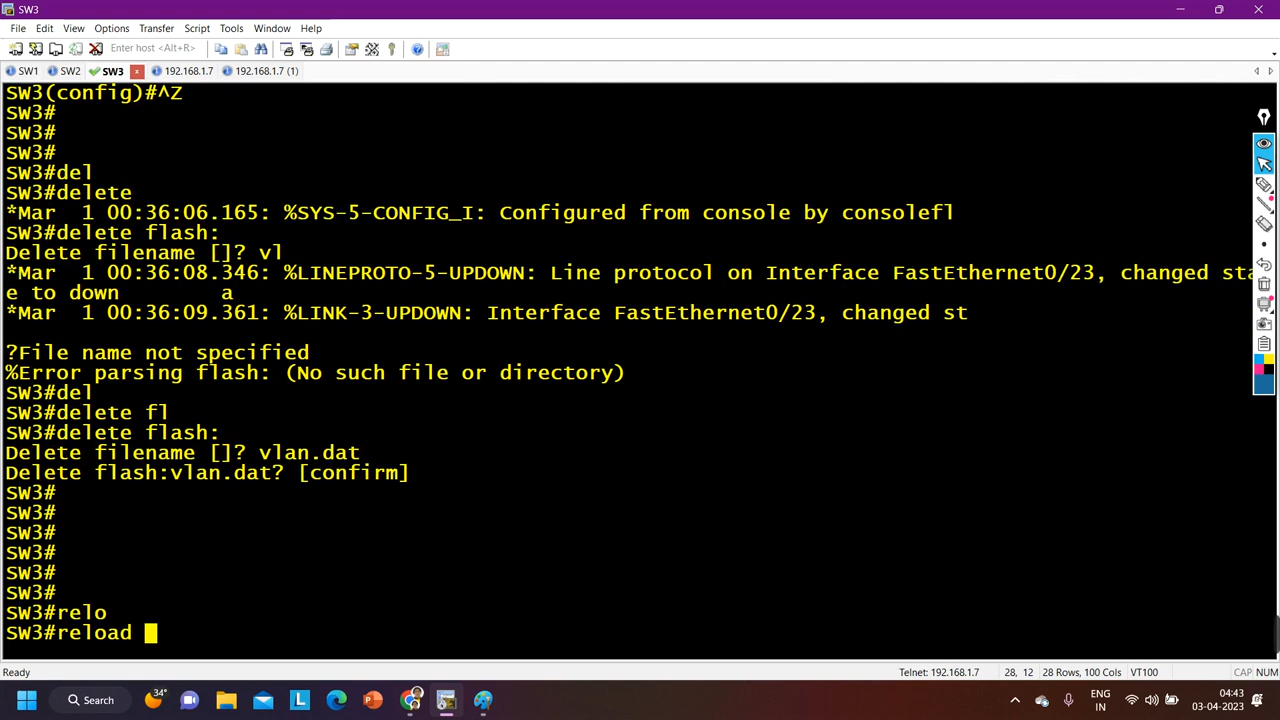 SW3
File Edit View Options Transfer Script Tools Window Help
Enter host <Alt+R>
SW1 SW2 SW3 x 192.168.1.7 192.168.1.7 (1)
SW3(config)#^Z
SW3#
SW3#
SW3#
SW3#del
SW3#delete
*Mar  1 00:36:06.165: %SYS-5-CONFIG_I: Configured from console by consolefl
SW3#delete flash:
Delete filename []? vl
*Mar  1 00:36:08.346: %LINEPROTO-5-UPDOWN: Line protocol on Interface FastEthernet0/23, changed sta
e to down           a
*Mar  1 00:36:09.361: %LINK-3-UPDOWN: Interface FastEthernet0/23, changed st
?File name not specified
%Error parsing flash: (No such file or directory)
SW3#del
SW3#delete fl
SW3#delete flash:
Delete filename []? vlan.dat
Delete flash:vlan.dat? [confirm]
SW3#
SW3#
SW3#
SW3#
SW3#
SW3#
SW3#relo
SW3#reload
Ready Telnet: 192.168.1.7 28, 12 28 Rows, 100 Cols VT100 CAP NUM
Search 34° L ENG 04:43
IN 03-04-2023